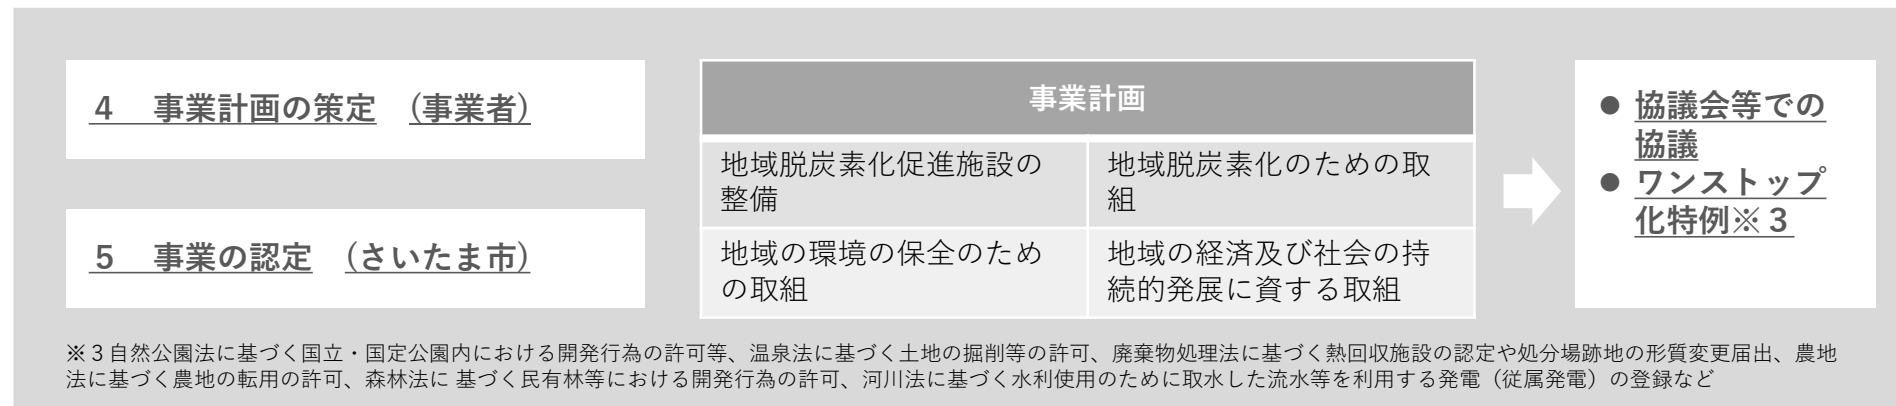 ４　事業計画の策定　（事業者）
５　事業の認定　（さいたま市）
事業計画
地域脱炭素化促進施設の
整備
地域脱炭素化のための取
組
地域の環境の保全のため
の取組
地域の経済及び社会の持
続的発展に資する取組
● 協議会等での
協議
● ワンストップ
化特例※３
※３自然公園法に基づく国立・国定公園内における開発行為の許可等、温泉法に基づく土地の掘削等の許可、廃棄物処理法に基づく熱回収施設の認定や処分場跡地の形質変更届出、農地
法に基づく農地の転用の許可、森林法に 基づく民有林等における開発行為の許可、河川法に基づく水利使用のために取水した流水等を利用する発電（従属発電）の登録など